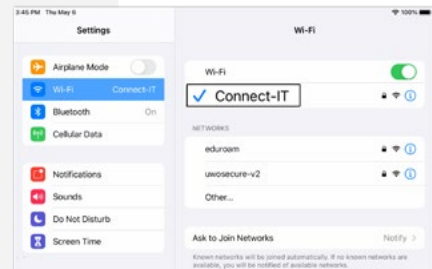 3:45 PM Thu May 6
100%
Settings
Airplane Mode
Wi-Fi Connect-IT
Bluetooth On
Cellular Data
Notifications
Sounds
Do Not Disturb
Screen Time
Wi-Fi
Wi-Fi
Connect-IT
NETWORKS
eduroam
uwosecure-v2
Other...
Ask to Join Networks Notify
Known networks will be joined automatically. If no known networks are
available, you will be notified of available networks.